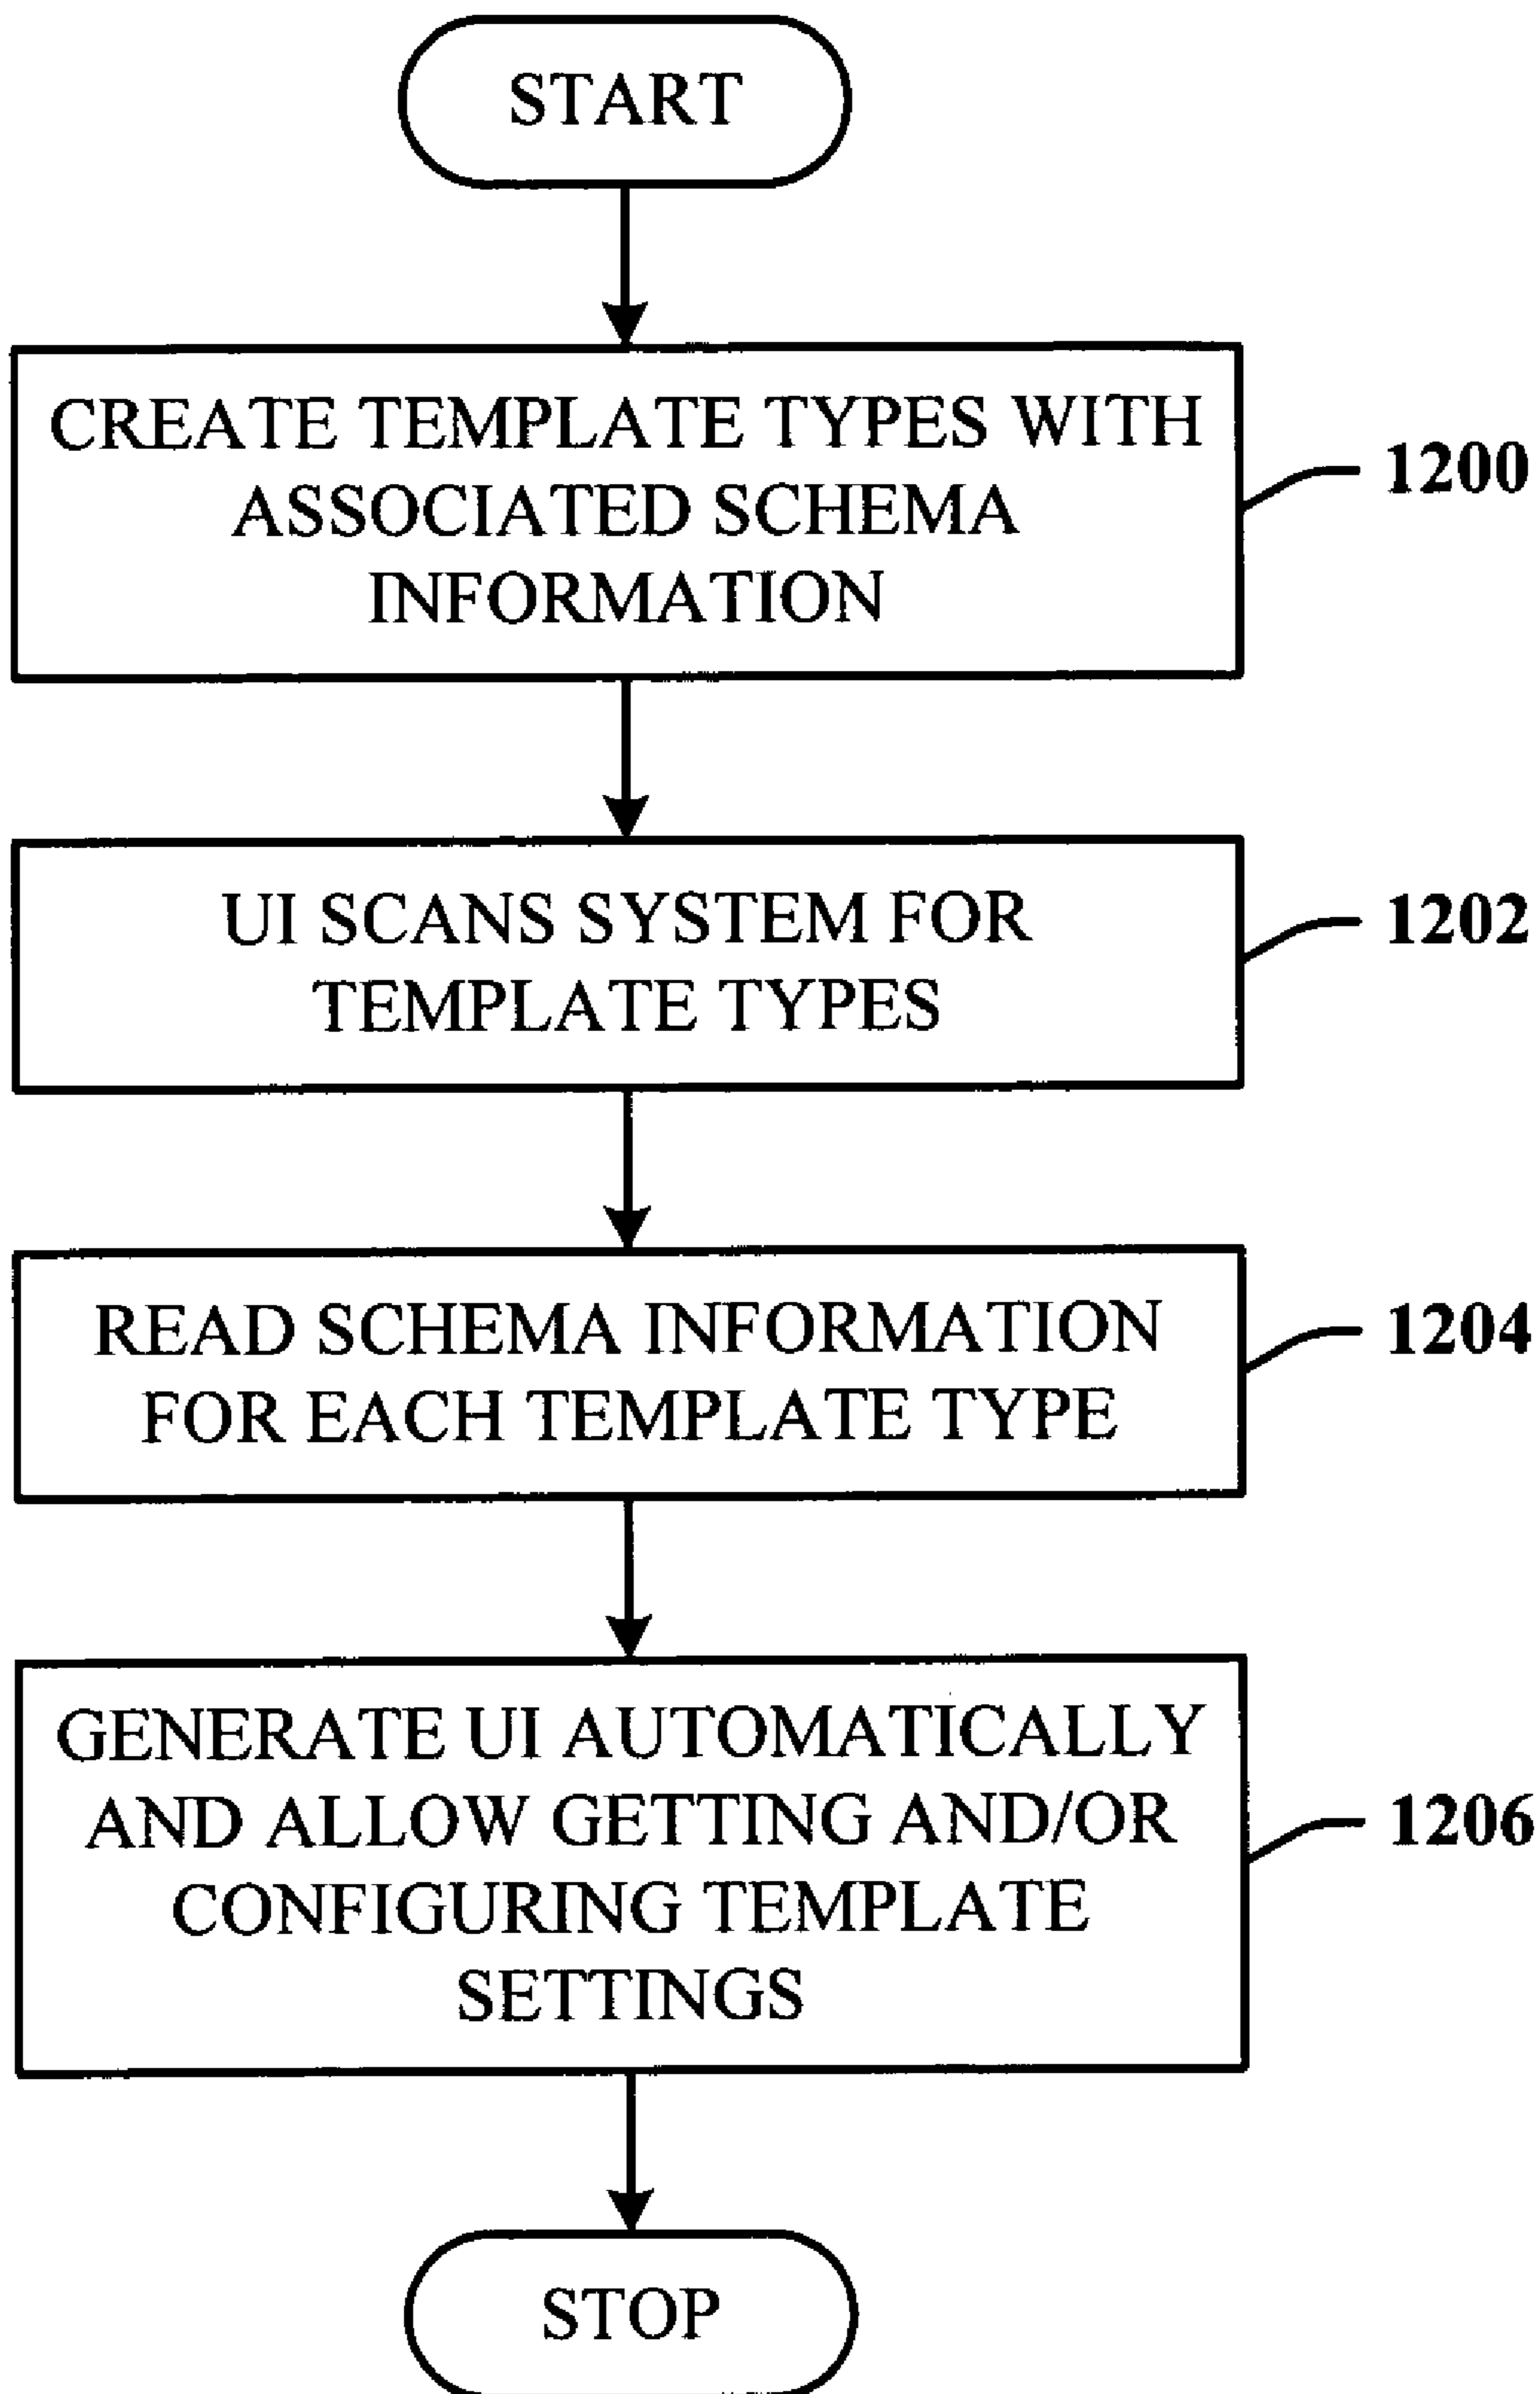 START
CREATE TEMPLATE TYPES WITH
ASSOCIATED SCHEMA
INFORMATION
1200
UI SCANS SYSTEM FOR
TEMPLATE TYPES
1202
READ SCHEMA INFORMATION
FOR EACH TEMPLATE TYPE
1204
GENERATE UI AUTOMATICALLY
AND ALLOW GETTING AND/OR
CONFIGURING TEMPLATE
SETTINGS
1206
STOP